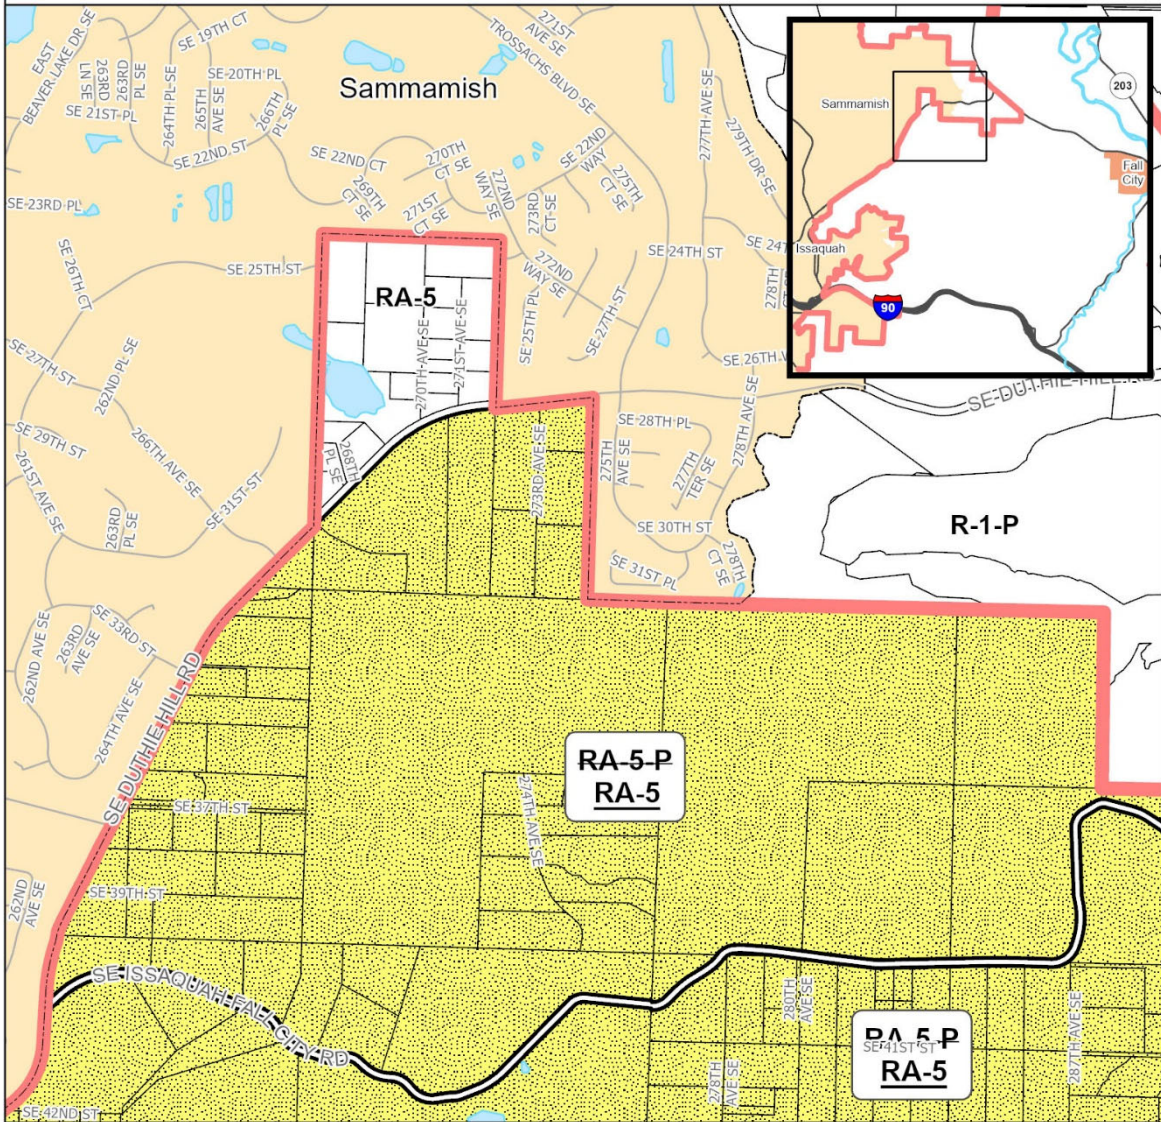 EAST
BEAVER LAKE DR SE
SE 19TH CT
263RD
LN SE
263RD
PL SE
SE 21ST PL
264TH PL SE
265TH
AVE SE
SE 20TH PL
266TH
PL SE
SE 22ND ST
SE 23RD PL
Sammamish
271ST
AVE SE
TROSSACHS BLVD SE
277TH AVE SE
279TH DR SE
SE 22ND CT
269TH
CT SE
270TH
CT SE
271ST
CT SE
272ND
WAY SE
273RD
CT SE
SE 22ND
WAY
275TH
CT SE
SE 24TH ST
SE 24T
278TH
272ND
WAY SE
SE 25TH PL
SE 27TH ST
SE 26TH W
Sammamish
203
Fall
City
Issaquah
90
SE 26TH CT
SE 25TH ST
RA-5
270TH AVE SE
271ST AVE SE
268TH
PL SE
SE 27TH ST
262ND PL SE
SE 29TH ST
261ST AVE SE
266TH AVE SE
263RD
PL SE
SE 31ST ST
SE DUTHIE HILL RD
273RD AVE SE
275TH
AVE SE
SE 28TH PL
277TH
TER SE
278TH AVE SE
SE 30TH ST
SE 31ST PL
278TH
CT SE
R-1-P
262ND AVE SE
263RD
AVE SE
SE 33RD ST
264TH AVE SE
SE DUTHIE HILL RD
RA-5-P
RA-5
SE 37TH ST
274TH AVE SE
262ND
AVE SE
SE 39TH ST
SE ISSAQUAH FALL CITY RD
280TH
AVE SE
287TH AVE SE
RA-5-P
SE 41ST ST
RA-5
278TH
AVE SE
SE 42ND ST